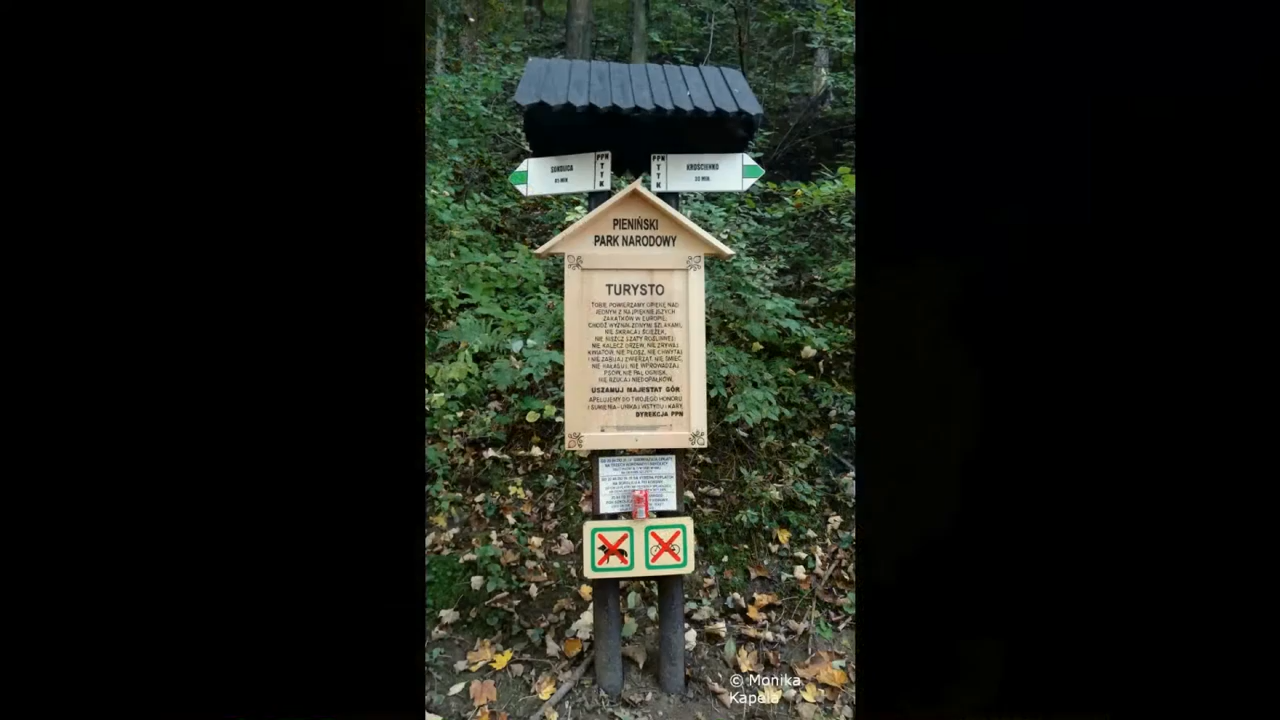 SOKOLICA
PPN
T
T
K
PPN
T
T
K
KROŚCIENKO
PIENIŃSKI
PARK NARODOWY
TURYSTO
TOBIE POWIERZAMY OPIEKĘ NAD
JEDNYM Z NAJPIĘKNIEJSZYCH
ZAKĄTKÓW W EUROPIE,
CHODŹ WYZNACZONYMI SZLAKAMI,
NIE SKRACAJ ŚCIEŻEK,
NIE NISZCZ SZATY ROŚLINNEJ:
NIE KALECZ DRZEW, NIE ZRYWAJ
KWIATÓW, NIE PŁOSZ, NIE CHWYTAJ
I NIE ZABIJAJ ZWIERZĄT, NIE ŚMIEĆ,
NIE HAŁASUJ, NIE WPROWADZAJ
PSÓW, NIE PAL OGNISK,
NIE RZUCAJ NIEDOPAŁKÓW.
USZANUJ MAJESTAT GÓR
APELUJEMY DO TWOJEGO HONORU
I SUMIENIA - UNIKAJ WSTYDU I KARY
DYREKCJA PPN
© Monika
Kapela